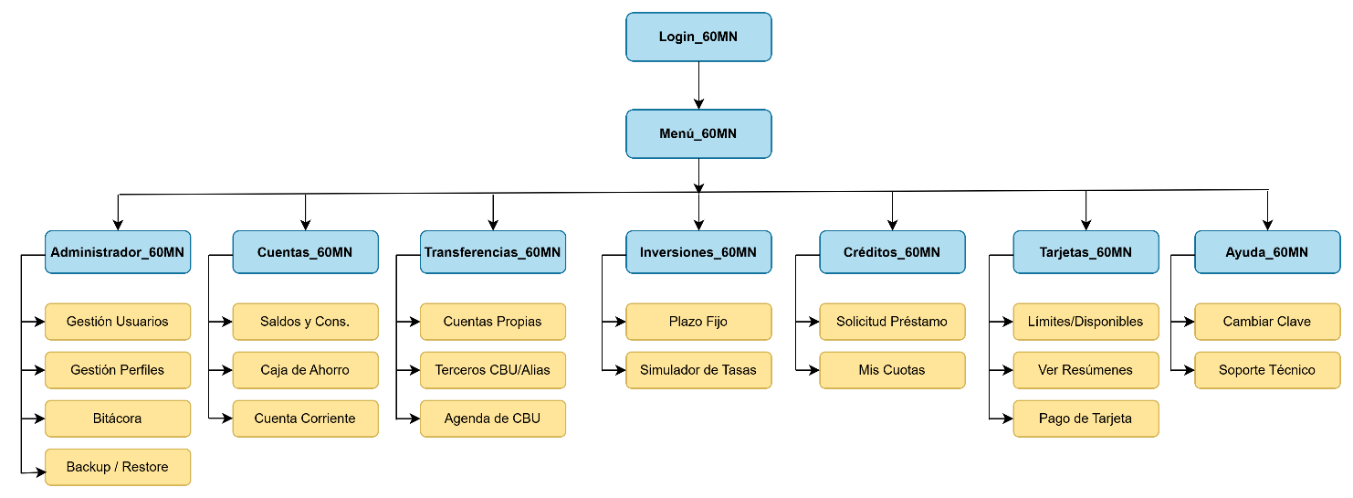 Login_60MN
Menú_60MN
Administrador_60MN
Cuentas_60MN
Transferencias_60MN
Inversiones_60MN
Créditos_60MN
Tarjetas_60MN
Ayuda_60MN
Gestión Usuarios
Saldos y Cons.
Cuentas Propias
Plazo Fijo
Solicitud Préstamo
Límites/Disponibles
Cambiar Clave
Gestión Perfiles
Caja de Ahorro
Terceros CBU/Alias
Simulador de Tasas
Mis Cuotas
Ver Resúmenes
Soporte Técnico
Bitácora
Cuenta Corriente
Agenda de CBU
Pago de Tarjeta
Backup / Restore